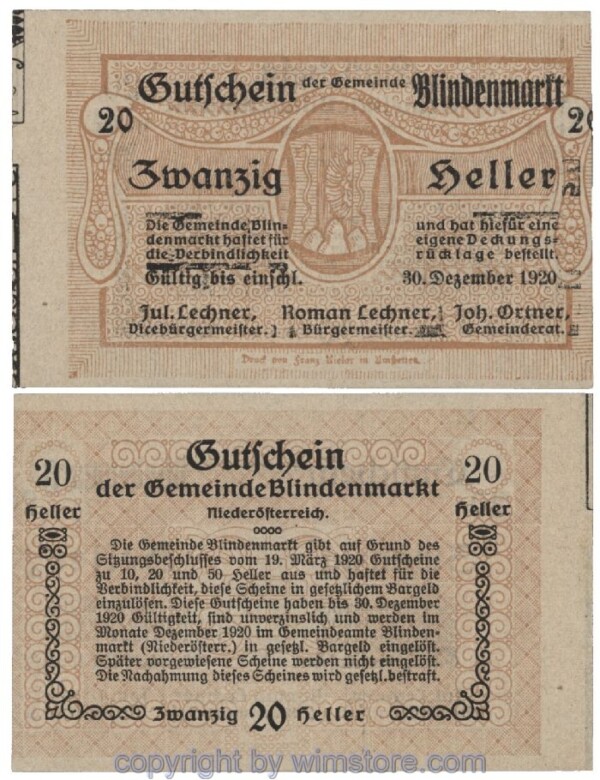 Gutschein der Gemeinde Blindenmarkt
20 20
Zwanzig Heller
Die Gemeinde Blin-
denmarkt haftet für
die Verbindlichkeit
und hat hiefür eine
eigene Deckungs-
rücklage bestellt.
Gültig bis einschl. 30. Dezember 1920
Jul. Lechner, Roman Lechner, Joh. Ortner,
Vicebürgermeister. Bürgermeister. Gemeinderat.
Druck von Franz in Amstetten.
20 Gutschein 20
der Gemeinde Blindenmarkt
Heller Niederösterreich. Heller
Die Gemeinde Blindenmarkt gibt auf Grund des
Sitzungsbeschlusses vom 19. März 1920 Gutscheine
zu 10, 20 und 50 Heller aus und haftet für die
Verbindlichkeit, diese Scheine in gesetzlichem Bargeld
einzulösen. Diese Gutscheine haben bis 30. Dezember
1920 Gültigkeit, sind unverzinslich und werden im
Monate Dezember 1920 im Gemeindeamte Blinden-
markt (Niederösterr.) in gesetzl. Bargeld eingelöst.
Später vorgewiesene Scheine werden nicht eingelöst.
Die Nachahmung dieses Scheines wird gesetzl. bestraft.
Zwanzig 20 Heller
copyright by wimstore.com